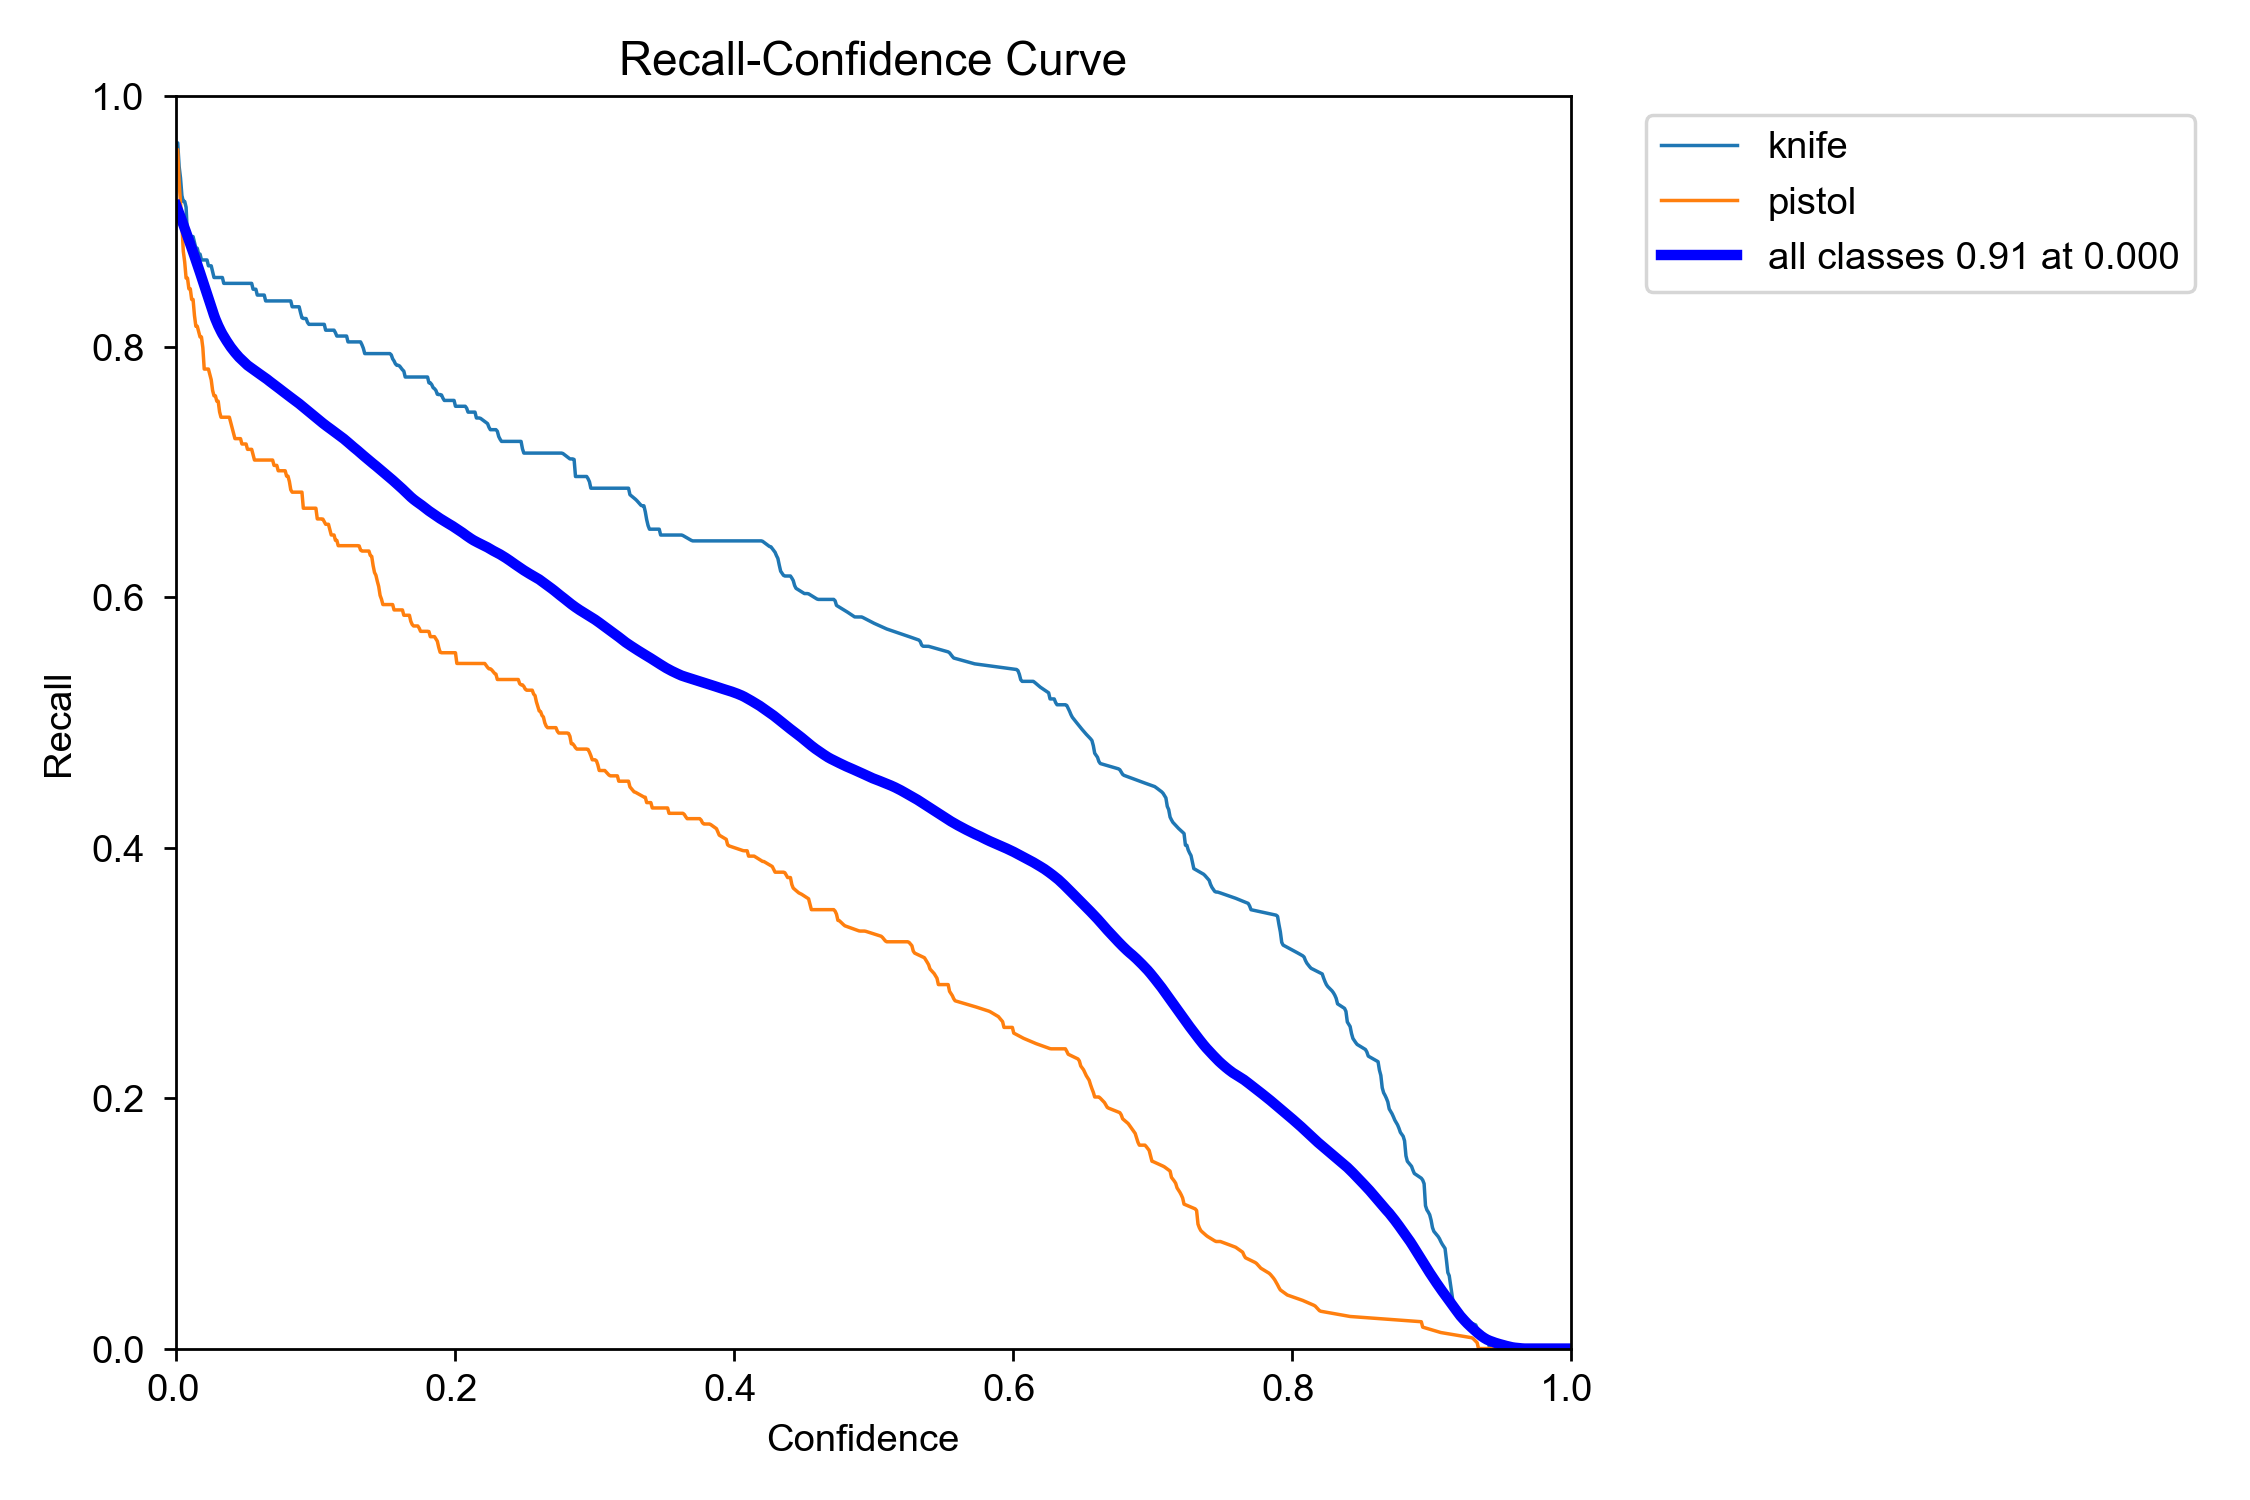 Recall-Confidence Curve
1.0
0.8
0.6
0.4
0.2
0.0
Recall
0.0 0.2 0.4 0.6 0.8 1.0
Confidence
knife
pistol
all classes 0.91 at 0.000